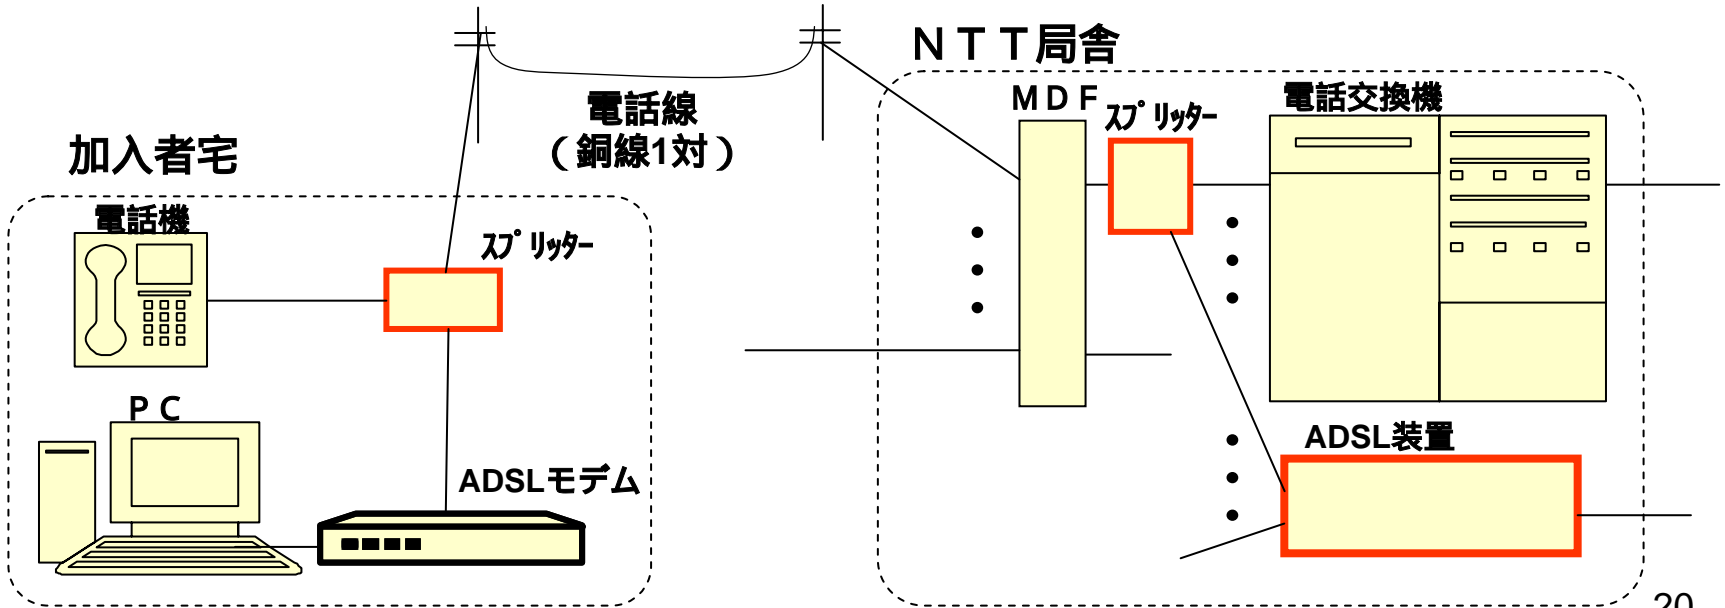 NTT局舎
MDF
スプリッター
電話交換機
電話線
(銅線1対)
加入者宅
電話機
スプリッター
PC
ADSLモデム
ADSL装置
20